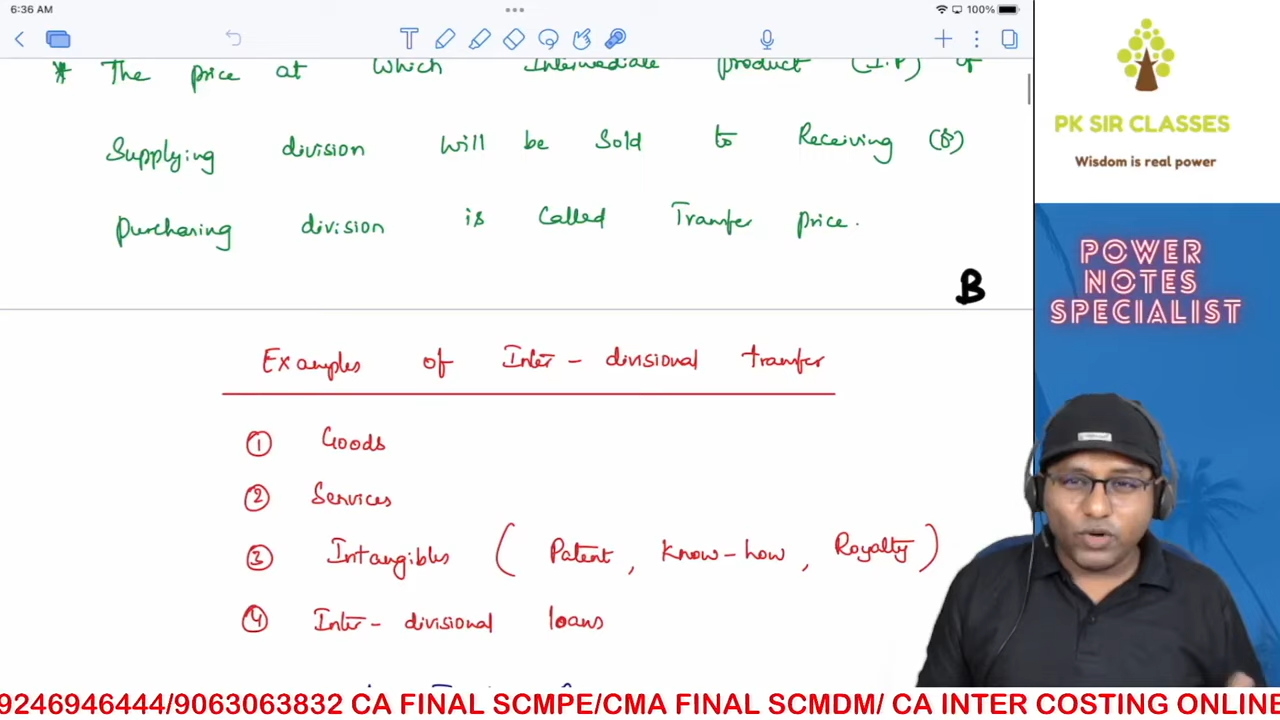 6:36 AM
100%
* The price at which Intermediate product (I.P) of
Supplying division will be Sold to Receiving (or)
Purchasing division is called Transfer price.
B
Examples of Inter - divisional transfer
① Goods
② Services
③ Intangibles ( Patent , Know-how , Royalty )
④ Inter - divisional loans
PK SIR CLASSES
Wisdom is real power
POWER
NOTES
SPECIALIST
9246946444/9063063832 CA FINAL SCMPE/CMA FINAL SCMDM/ CA INTER COSTING ONLINE